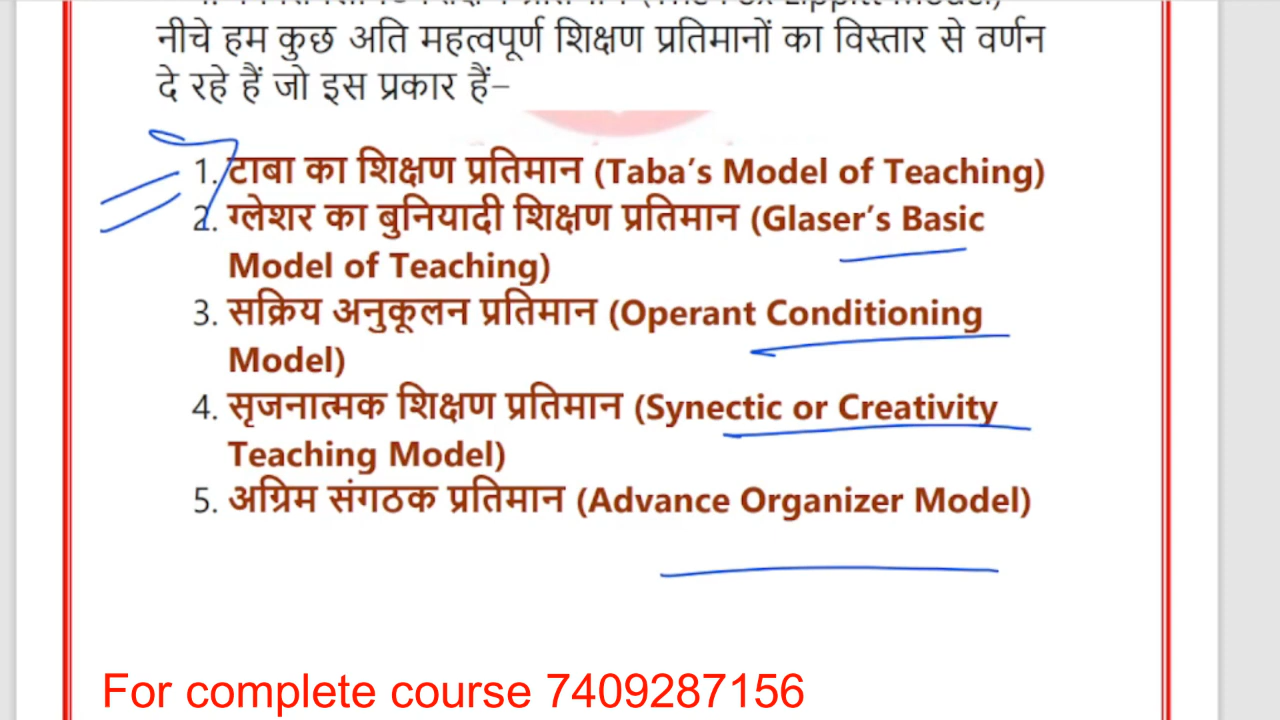 नीचे हम कुछ अति महत्वपूर्ण शिक्षण प्रतिमानों का विस्तार से वर्णन
दे रहे हैं जो इस प्रकार हैं–
1. टाबा का शिक्षण प्रतिमान (Taba's Model of Teaching)
2. ग्लेशर का बुनियादी शिक्षण प्रतिमान (Glaser's Basic
Model of Teaching)
3. सक्रिय अनुकूलन प्रतिमान (Operant Conditioning
Model)
4. सृजनात्मक शिक्षण प्रतिमान (Synectic or Creativity
Teaching Model)
5. अग्रिम संगठक प्रतिमान (Advance Organizer Model)
For complete course 7409287156